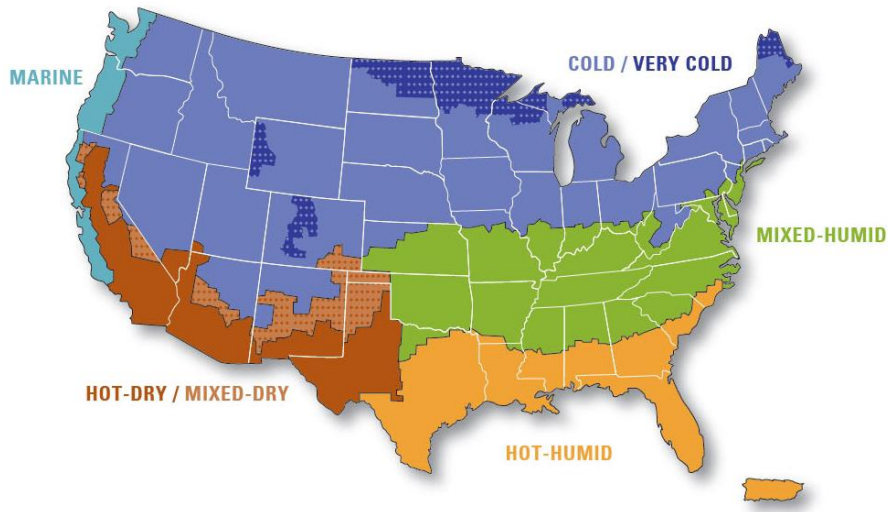 COLD / VERY COLD
MARINE
MIXED-HUMID
HOT-DRY / MIXED-DRY
HOT-HUMID